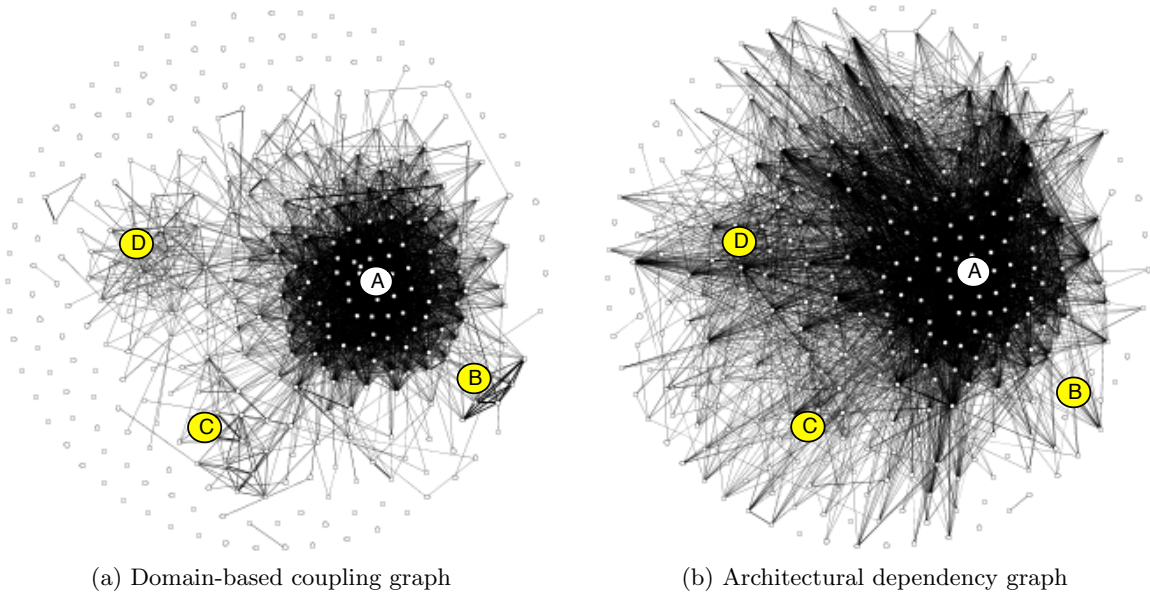 D
A
B
C
(a) Domain-based coupling graph
D
A
B
C
(b) Architectural dependency graph